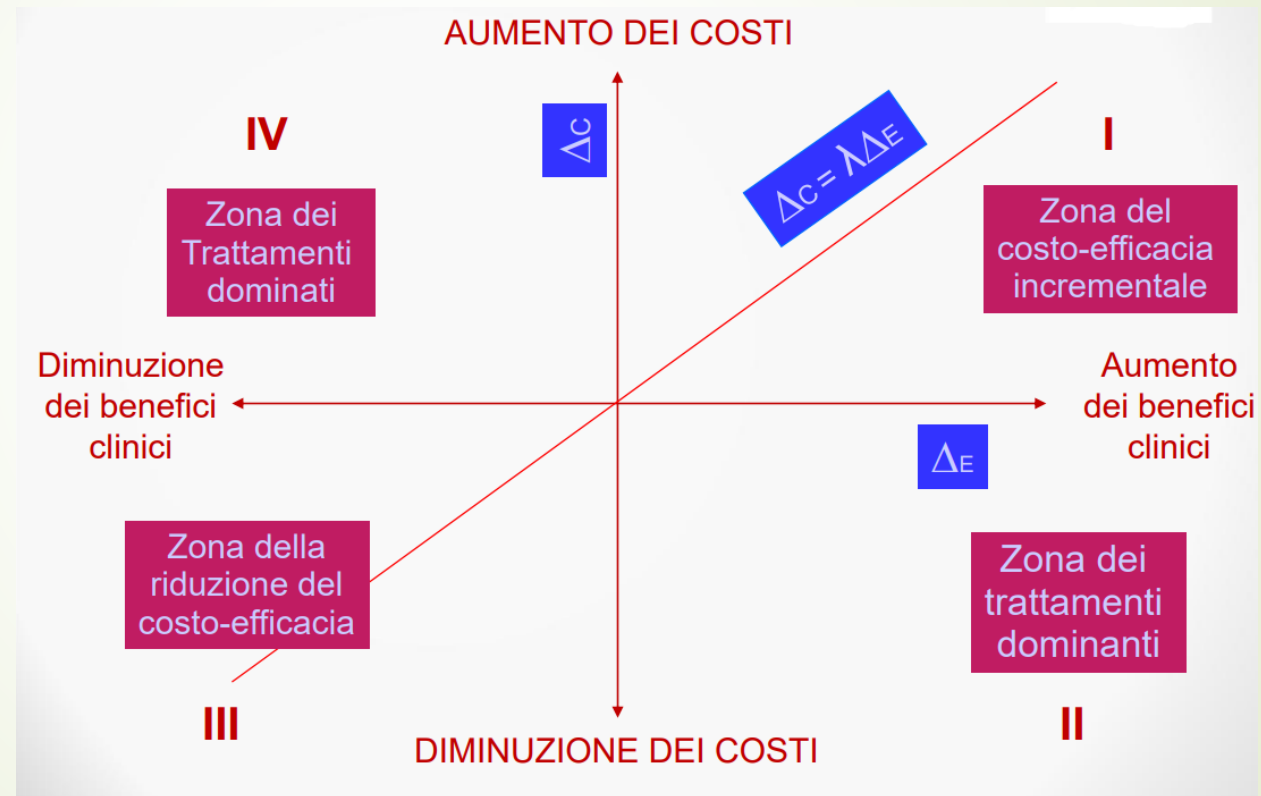 AUMENTO DEI COSTI
IV
ΔC
ΔC = λΔE
I
Zona dei
Trattamenti
dominati
Zona del
costo-efficacia
incrementale
Diminuzione
dei benefici
clinici
Aumento
dei benefici
clinici
ΔE
Zona della
riduzione del
costo-efficacia
Zona dei
trattamenti
dominanti
III
II
DIMINUZIONE DEI COSTI